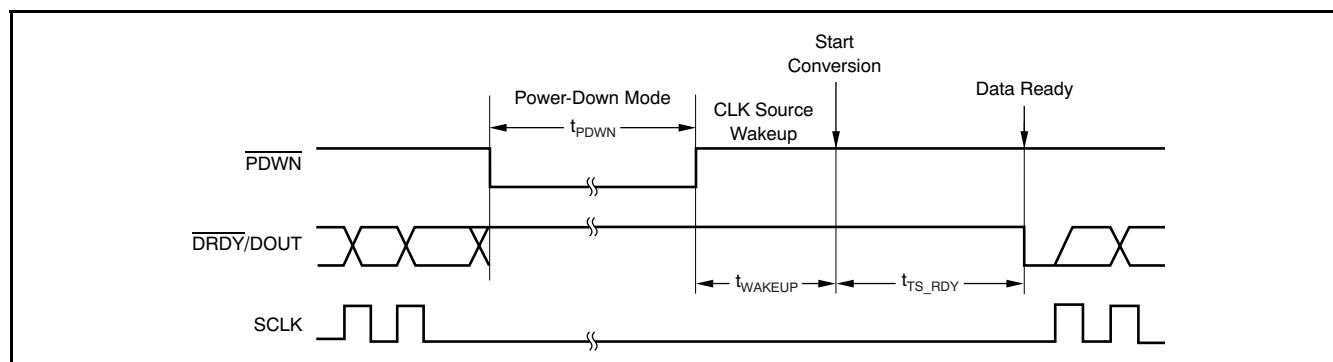 Start
Conversion
Power-Down Mode
CLK Source
Wakeup
Data Ready
tPDWN
PDWN
DRDY/DOUT
tWAKEUP
tTS_RDY
SCLK